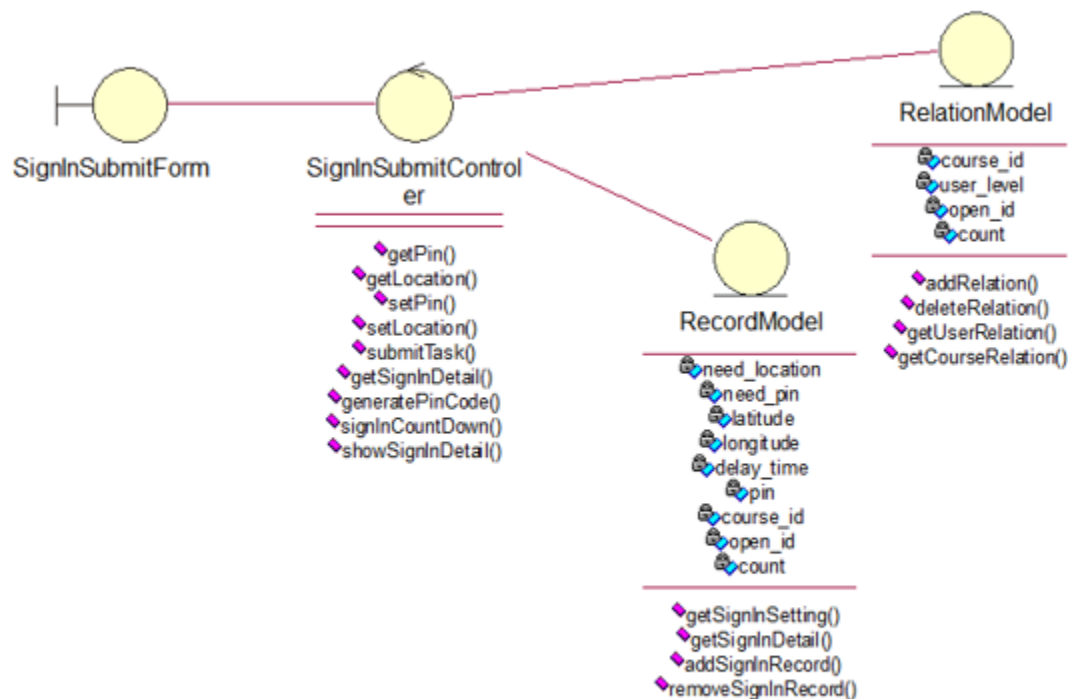 SignInSubmitForm
SignInSubmitControl
er
getPin()
getLocation()
setPin()
setLocation()
submitTask()
getSignInDetail()
generatePinCode()
signInCountDown()
showSignInDetail()
RecordModel
need_location
need_pin
latitude
longitude
delay_time
pin
course_id
open_id
count
getSignInSetting()
getSignInDetail()
addSignInRecord()
removeSignInRecord()
RelationModel
course_id
user_level
open_id
count
addRelation()
deleteRelation()
getUserRelation()
getCourseRelation()